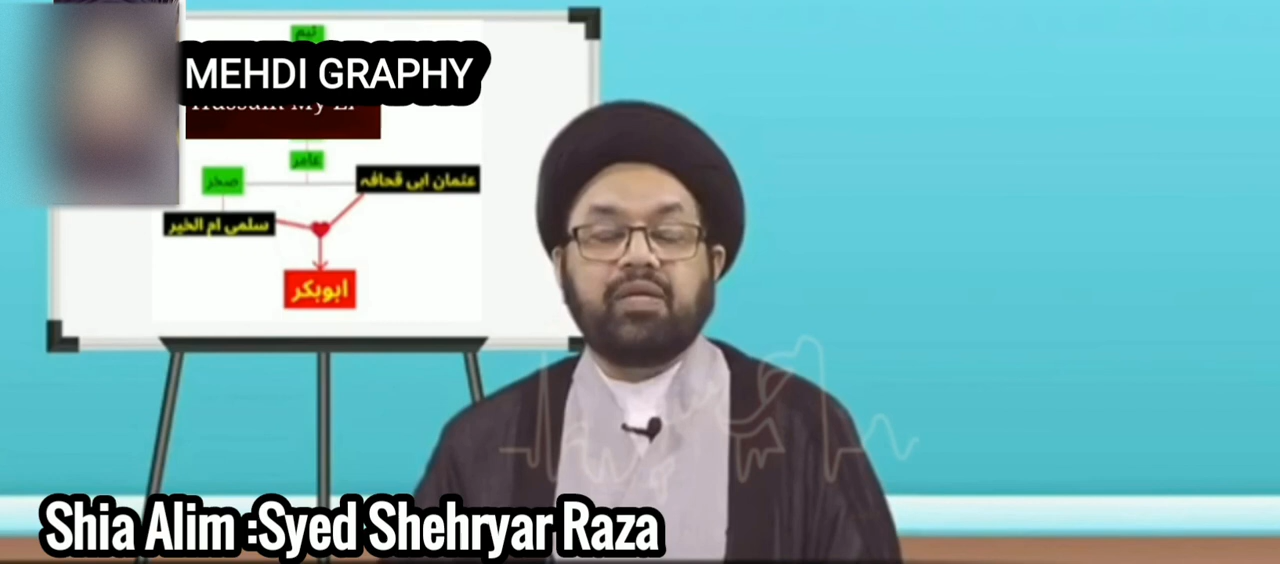 تیم
MEHDI GRAPHY
عامر
صخر
عثمان ابی قحافہ
سلمی ام الخیر
ابوبکر
Shia Alim :Syed Shehryar Raza